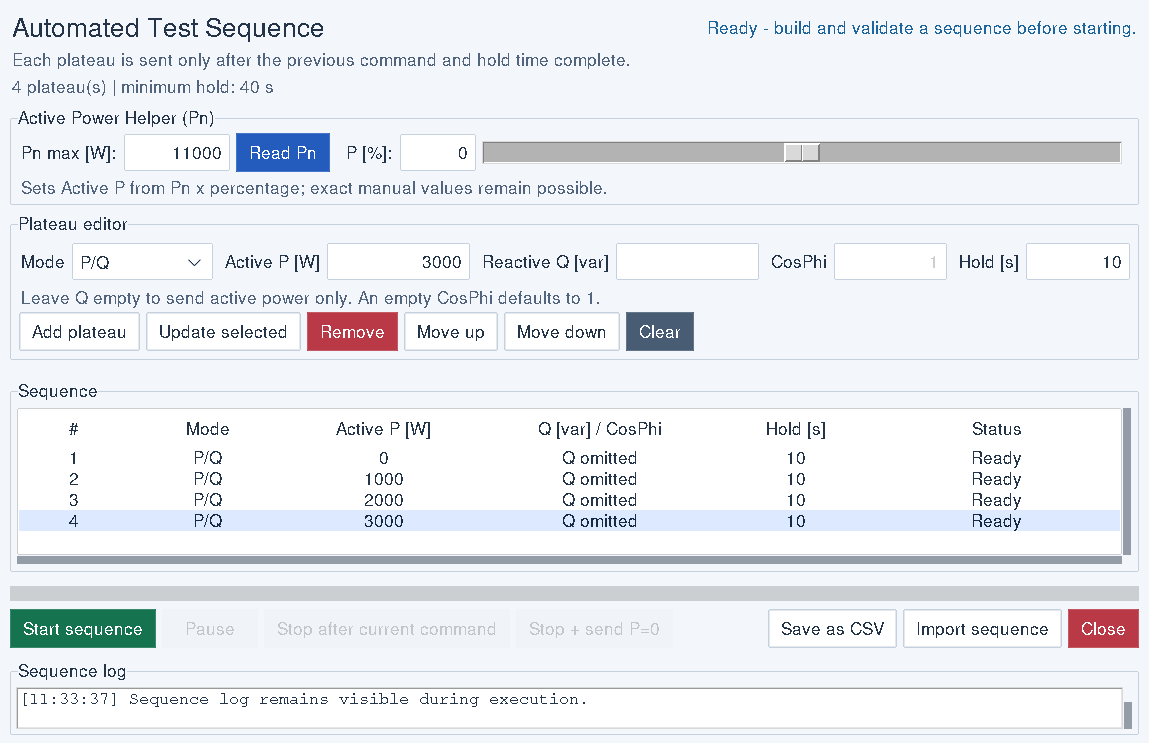 Automated Test Sequence
Ready - build and validate a sequence before starting.
Each plateau is sent only after the previous command and hold time complete.
4 plateau(s) | minimum hold: 40 s
Active Power Helper (Pn)
Pn max [W]: 11000 Read Pn P [%]: 0
Sets Active P from Pn x percentage; exact manual values remain possible.
Plateau editor
Mode P/Q Active P [W] 3000 Reactive Q [var] CosPhi 1 Hold [s] 10
Leave Q empty to send active power only. An empty CosPhi defaults to 1.
Add plateau Update selected Remove Move up Move down Clear
Sequence
# Mode Active P [W] Q [var] / CosPhi Hold [s] Status
1 P/Q 0 Q omitted 10 Ready
2 P/Q 1000 Q omitted 10 Ready
3 P/Q 2000 Q omitted 10 Ready
4 P/Q 3000 Q omitted 10 Ready
Start sequence Pause Stop after current command Stop + send P=0 Save as CSV Import sequence Close
Sequence log
[11:33:37] Sequence log remains visible during execution.